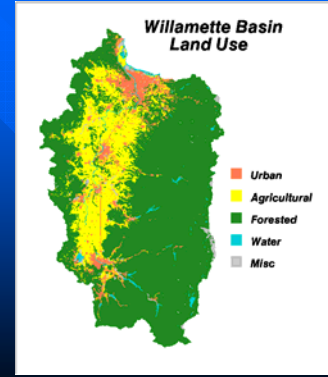 Willamette Basin
Land Use
Urban
Agricultural
Forested
Water
Misc